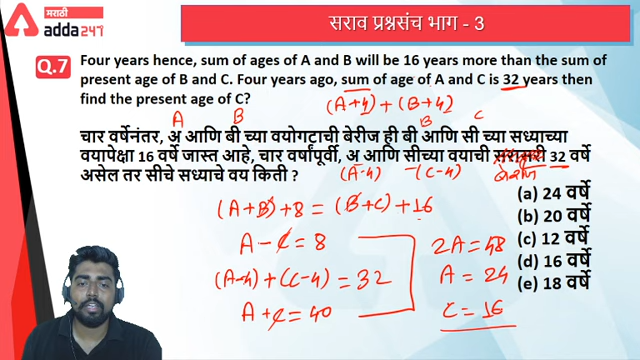 मराठी
adda247
सराव प्रश्नसंच भाग - 3
Q.7
Four years hence, sum of ages of A and B will be 16 years more than the sum of
present age of B and C. Four years ago, sum of age of A and C is 32 years then
find the present age of C?
(A+4) + (B+4)
A B B C
चार वर्षेनंतर, अ आणि बी च्या वयोगटाची बेरीज ही बी आणि सी च्या सध्याच्या
वयापेक्षा 16 वर्षे जास्त आहे, चार वर्षांपूर्वी, अ आणि सीच्या वयाची सरासरी 32 वर्षे
असेल तर सीचे सध्याचे वय किती ?
(A-4) -(C-4)
(A+B)+8 = (B+C)+16
A-C=8
(A-4)+(C-4)=32
A+C=40
2A=48
A=24
C=16
(a) 24 वर्षे
(b) 20 वर्षे
(c) 12 वर्षे
(d) 16 वर्षे
(e) 18 वर्षे